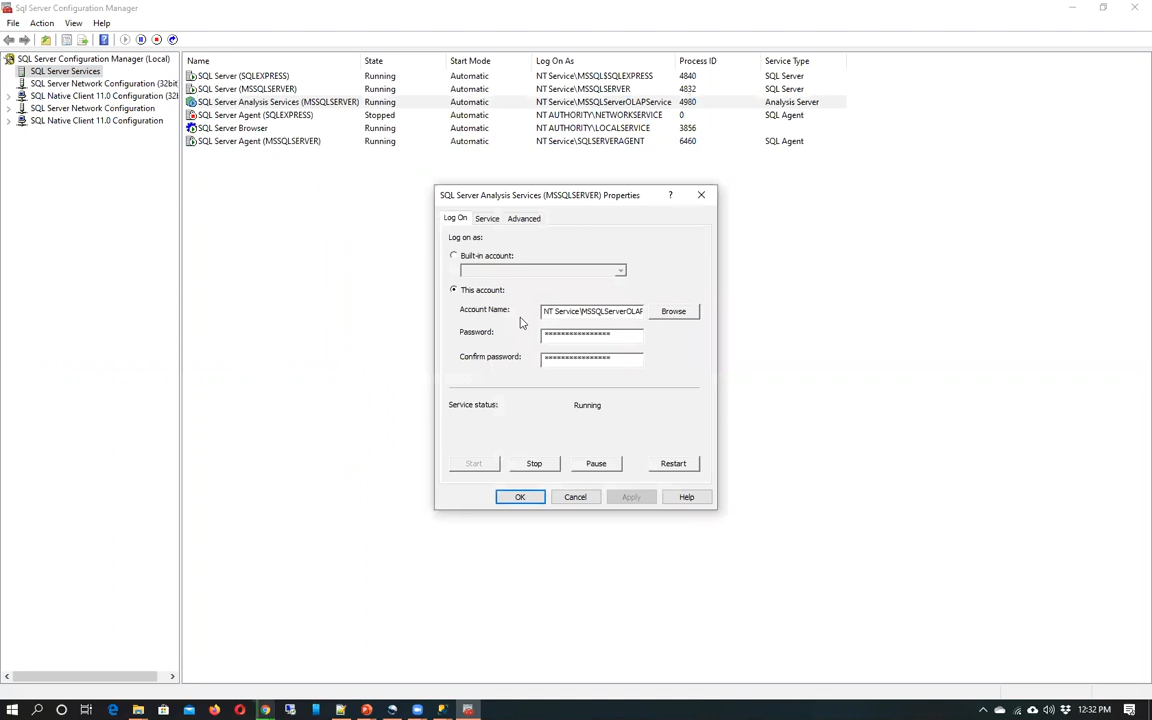 Sql Server Configuration Manager
File Action View Help
SQL Server Configuration Manager (Local)
SQL Server Services
SQL Server Network Configuration (32bit
SQL Native Client 11.0 Configuration (32l
SQL Server Network Configuration
SQL Native Client 11.0 Configuration
Name State Start Mode Log On As Process ID Service Type
SQL Server (SQLEXPRESS) Running Automatic NT Service\MSSQL$SQLEXPRESS 4840 SQL Server
SQL Server (MSSQLSERVER) Running Automatic NT Service\MSSQLSERVER 4832 SQL Server
SQL Server Analysis Services (MSSQLSERVER) Running Automatic NT Service\MSSQLServerOLAPService 4980 Analysis Server
SQL Server Agent (SQLEXPRESS) Stopped Automatic NT AUTHORITY\NETWORKSERVICE 0 SQL Agent
SQL Server Browser Running Automatic NT AUTHORITY\LOCALSERVICE 3856
SQL Server Agent (MSSQLSERVER) Running Automatic NT Service\SQLSERVERAGENT 6460 SQL Agent
SQL Server Analysis Services (MSSQLSERVER) Properties ?
Log On Service Advanced
Log on as:
Built-in account:
This account:
Account Name: NT Service\MSSQLServerOLAP Browse
Password: ****************
Confirm password: ****************
Service status: Running
Start Stop Pause Restart
OK Cancel Apply Help
12:32 PM